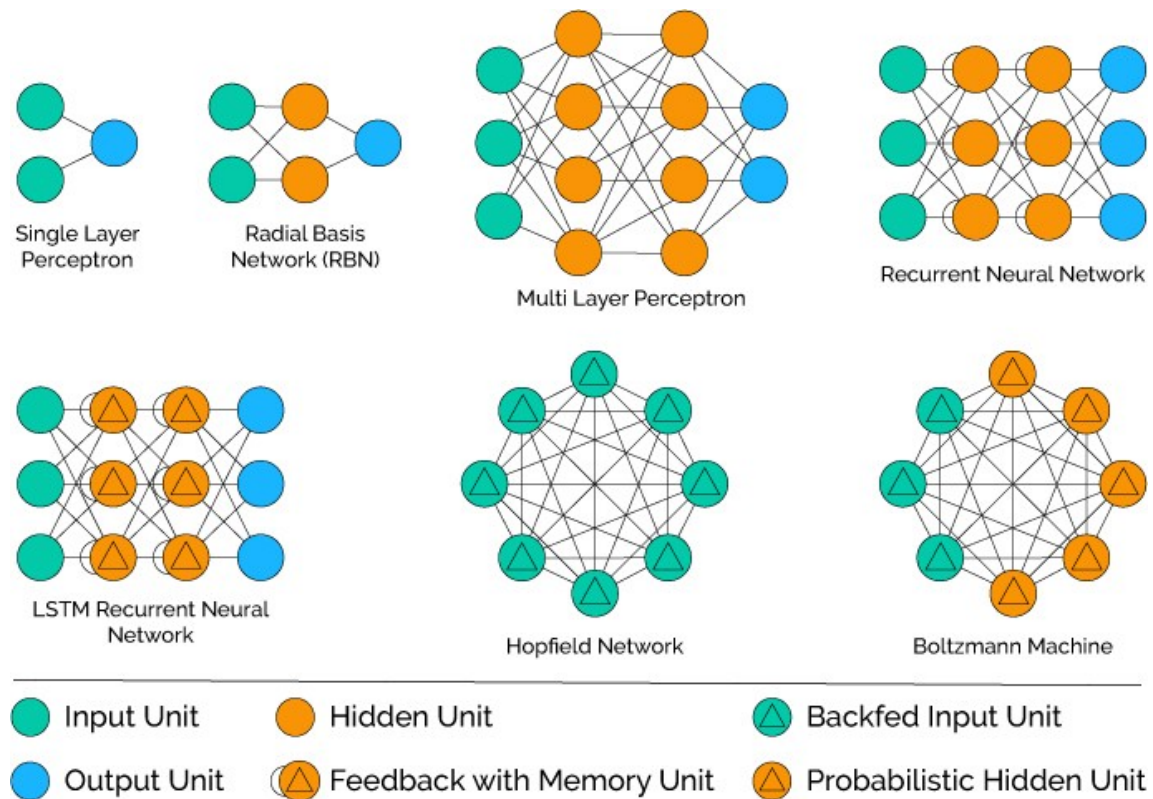 Single Layer
Perceptron
Radial Basis
Network (RBN)
Multi Layer Perceptron
Recurrent Neural Network
LSTM Recurrent Neural
Network
Hopfield Network
Boltzmann Machine
Input Unit
Hidden Unit
Backfed Input Unit
Output Unit
Feedback with Memory Unit
Probabilistic Hidden Unit